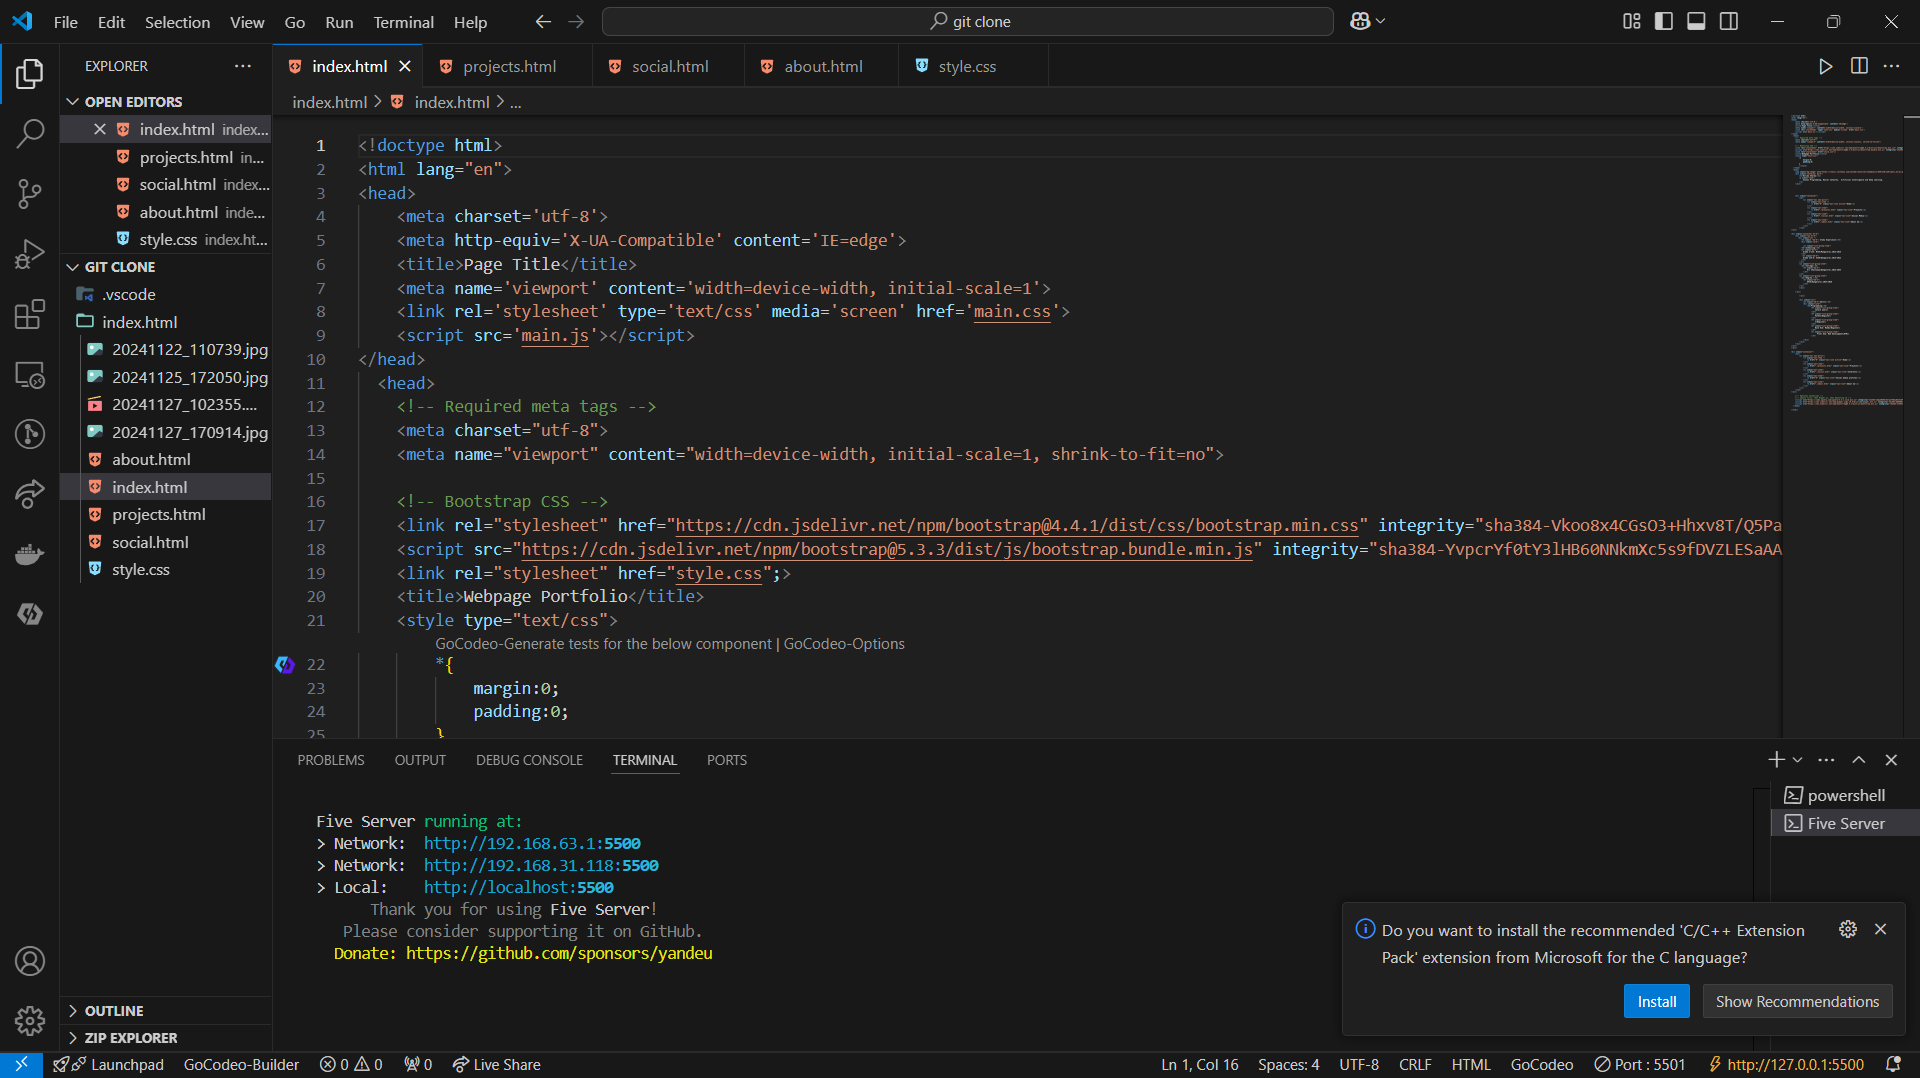 File Edit Selection View Go Run Terminal Help
git clone
EXPLORER
OPEN EDITORS
index.html index...
projects.html in...
social.html index...
about.html inde...
style.css index.ht...
GIT CLONE
.vscode
index.html
20241122_110739.jpg
20241125_172050.jpg
20241127_102355....
20241127_170914.jpg
about.html
index.html
projects.html
social.html
style.css
OUTLINE
ZIP EXPLORER
index.html projects.html social.html about.html style.css
index.html > index.html > ...
1 <!doctype html>
2 <html lang="en">
3 <head>
4 <meta charset='utf-8'>
5 <meta http-equiv='X-UA-Compatible' content='IE=edge'>
6 <title>Page Title</title>
7 <meta name='viewport' content='width=device-width, initial-scale=1'>
8 <link rel='stylesheet' type='text/css' media='screen' href='main.css'>
9 <script src='main.js'></script>
10 </head>
11 <head>
12 <!-- Required meta tags -->
13 <meta charset="utf-8">
14 <meta name="viewport" content="width=device-width, initial-scale=1, shrink-to-fit=no">
15
16 <!-- Bootstrap CSS -->
17 <link rel="stylesheet" href="https://cdn.jsdelivr.net/npm/bootstrap@4.4.1/dist/css/bootstrap.min.css" integrity="sha384-Vkoo8x4CGsO3+Hhxv8T/Q5Pa
18 <script src="https://cdn.jsdelivr.net/npm/bootstrap@5.3.3/dist/js/bootstrap.bundle.min.js" integrity="sha384-YvpcrYf0tY3lHB60NNkmXc5s9fDVZLESaAA
19 <link rel="stylesheet" href="style.css";>
20 <title>Webpage Portfolio</title>
21 <style type="text/css">
GoCodeo-Generate tests for the below component | GoCodeo-Options
22 *{
23 margin:0;
24 padding:0;
25 }
PROBLEMS OUTPUT DEBUG CONSOLE TERMINAL PORTS
Five Server running at:
> Network: http://192.168.63.1:5500
> Network: http://192.168.31.118:5500
> Local: http://localhost:5500
Thank you for using Five Server!
Please consider supporting it on GitHub.
Donate: https://github.com/sponsors/yandeu
powershell
Five Server
Do you want to install the recommended 'C/C++ Extension
Pack' extension from Microsoft for the C language?
Install Show Recommendations
Launchpad GoCodeo-Builder 0 0 0 Live Share Ln 1, Col 16 Spaces: 4 UTF-8 CRLF HTML GoCodeo Port : 5501 http://127.0.0.1:5500